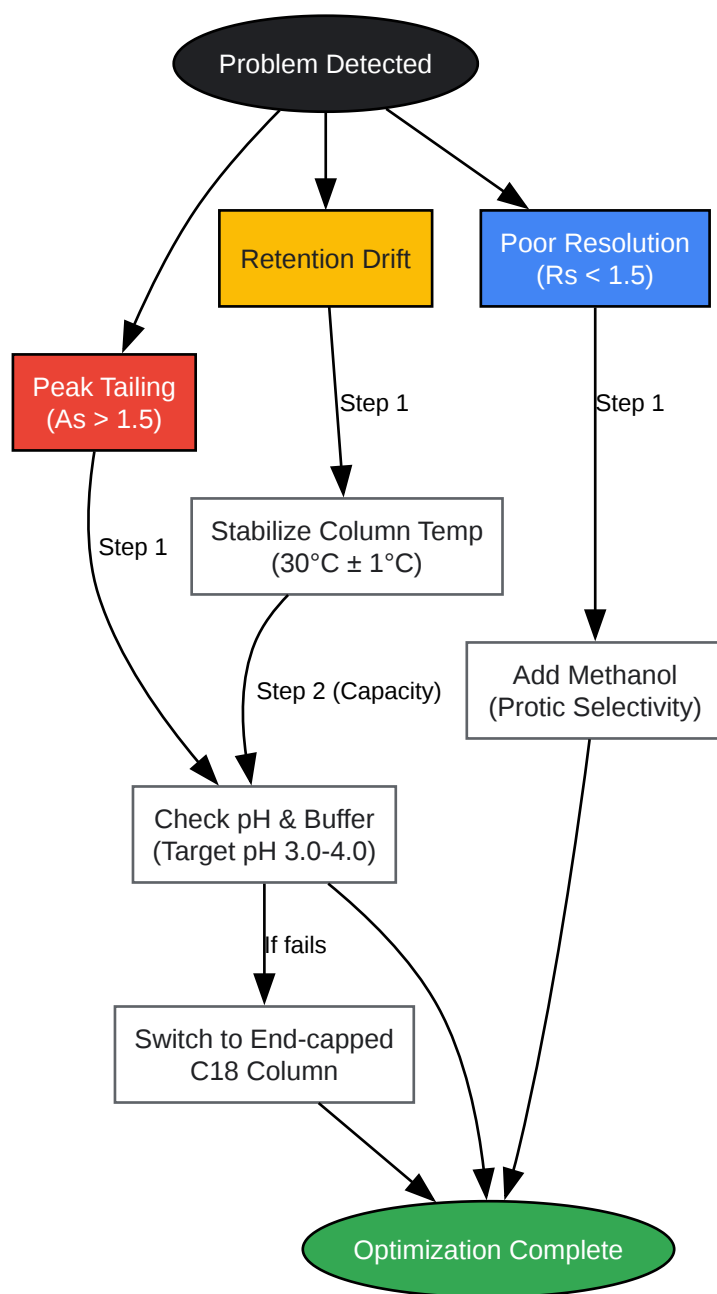 Problem Detected
Retention Drift
Poor Resolution
(Rs < 1.5)
Peak Tailing
(As > 1.5)
Step 1
Step 1
Stabilize Column Temp
(30°C ± 1°C)
Step 1
Add Methanol
(Protic Selectivity)
Step 2 (Capacity)
Check pH & Buffer
(Target pH 3.0-4.0)
If fails
Switch to End-capped
C18 Column
Optimization Complete